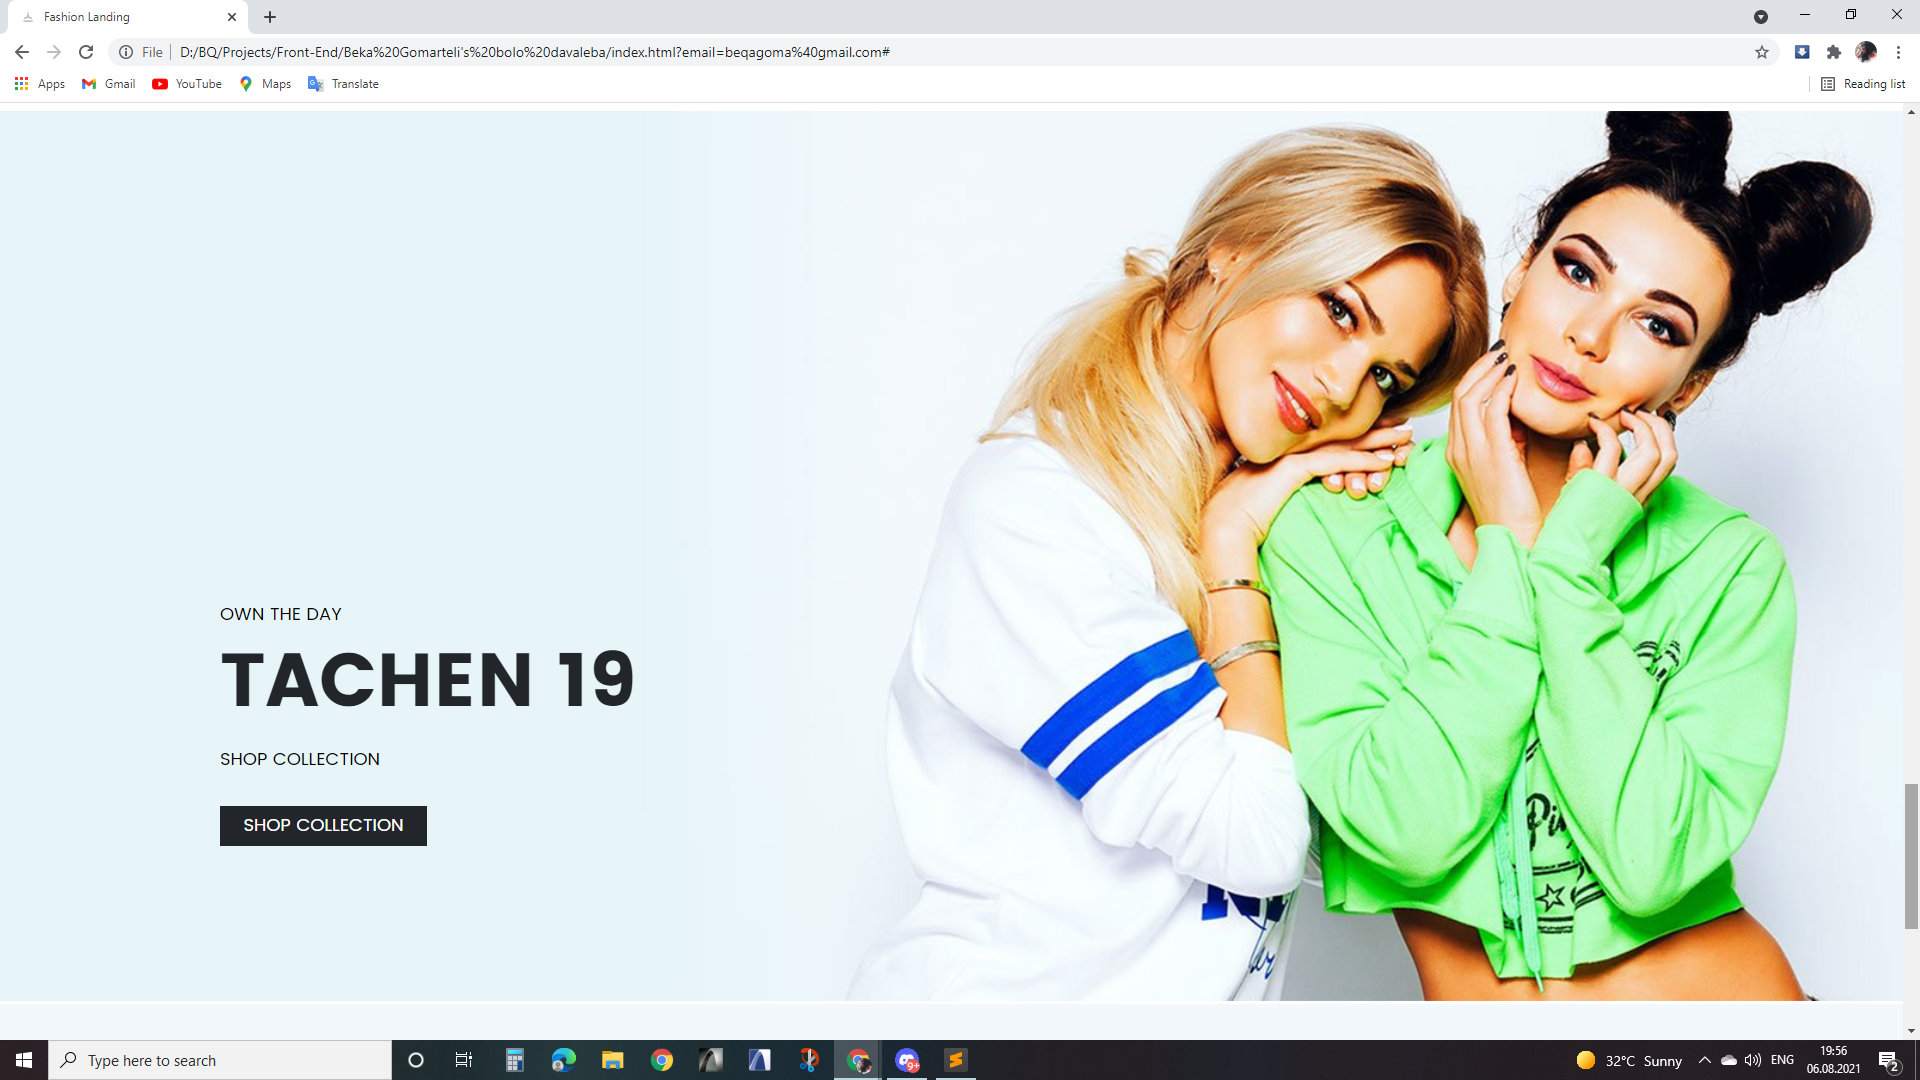 Fashion Landing
File
D:/BQ/Projects/Front-End/Beka%20Gomarteli's%20bolo%20davaleba/index.html?email=beqagoma%40gmail.com#
Apps
Gmail
YouTube
Maps
Translate
Reading list
OWN THE DAY
TACHEN 19
SHOP COLLECTION
SHOP COLLECTION
Type here to search
9+
32°C Sunny
ENG
19:56
06.08.2021
2